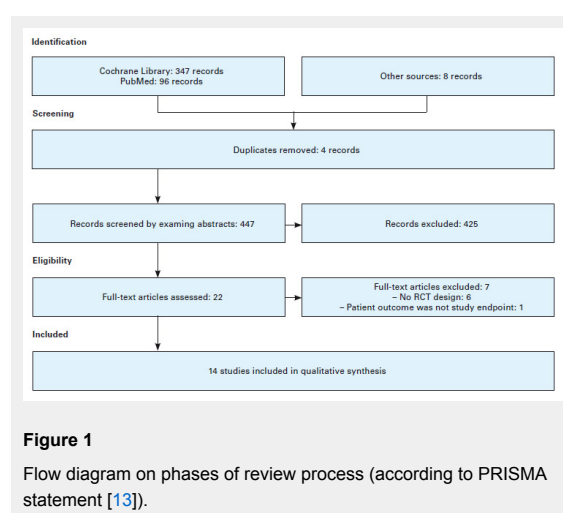 Identification
Cochrane Library: 347 records
PubMed: 96 records
Other sources: 8 records
Screening
Duplicates removed: 4 records
Records screened by examining abstracts: 447
Records excluded: 425
Eligibility
Full-text articles assessed: 22
Full-text articles excluded: 7
– No RCT design: 6
– Patient outcome was not study endpoint: 1
Included
14 studies included in qualitative synthesis
Figure 1
Flow diagram on phases of review process (according to PRISMA
statement [13]).